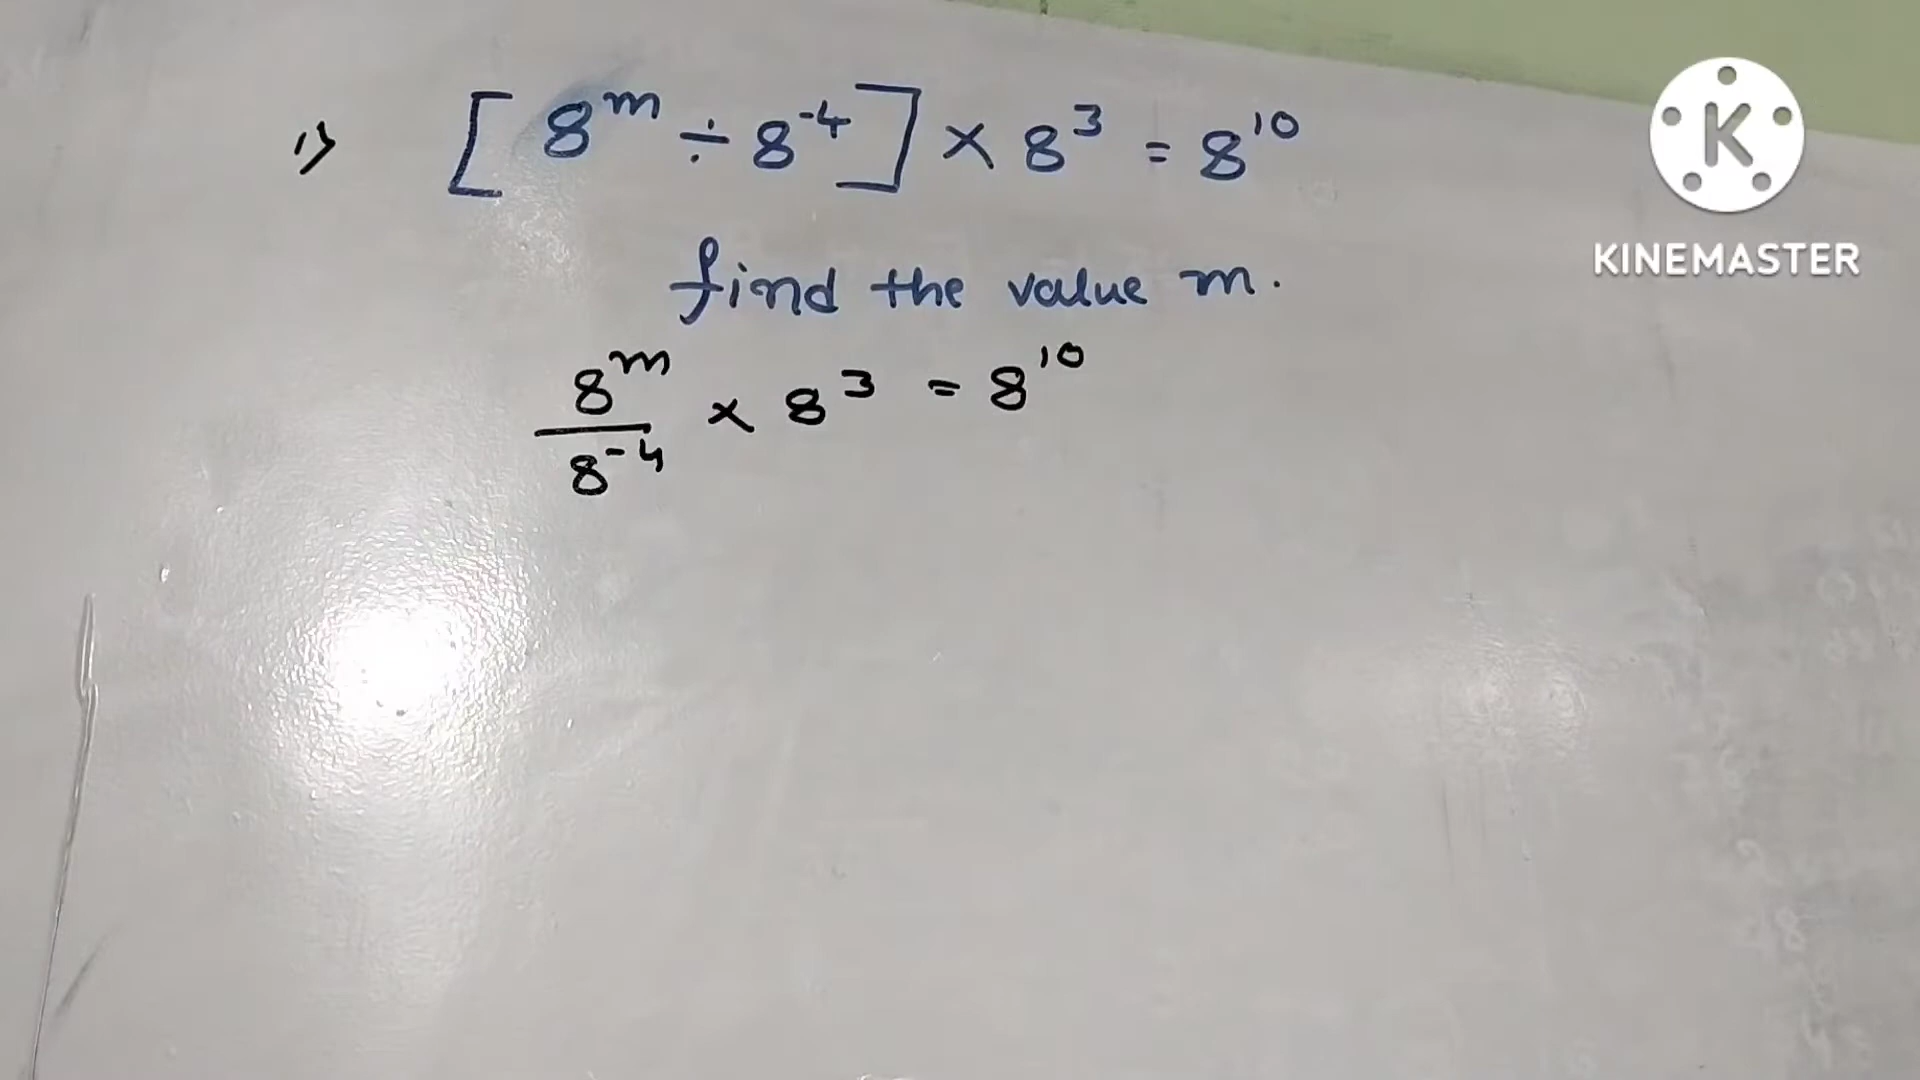 1) [8^m ÷ 8^-4] × 8^3 = 8^10
find the value m.
8^m / 8^-4 × 8^3 = 8^10
K
KINEMASTER